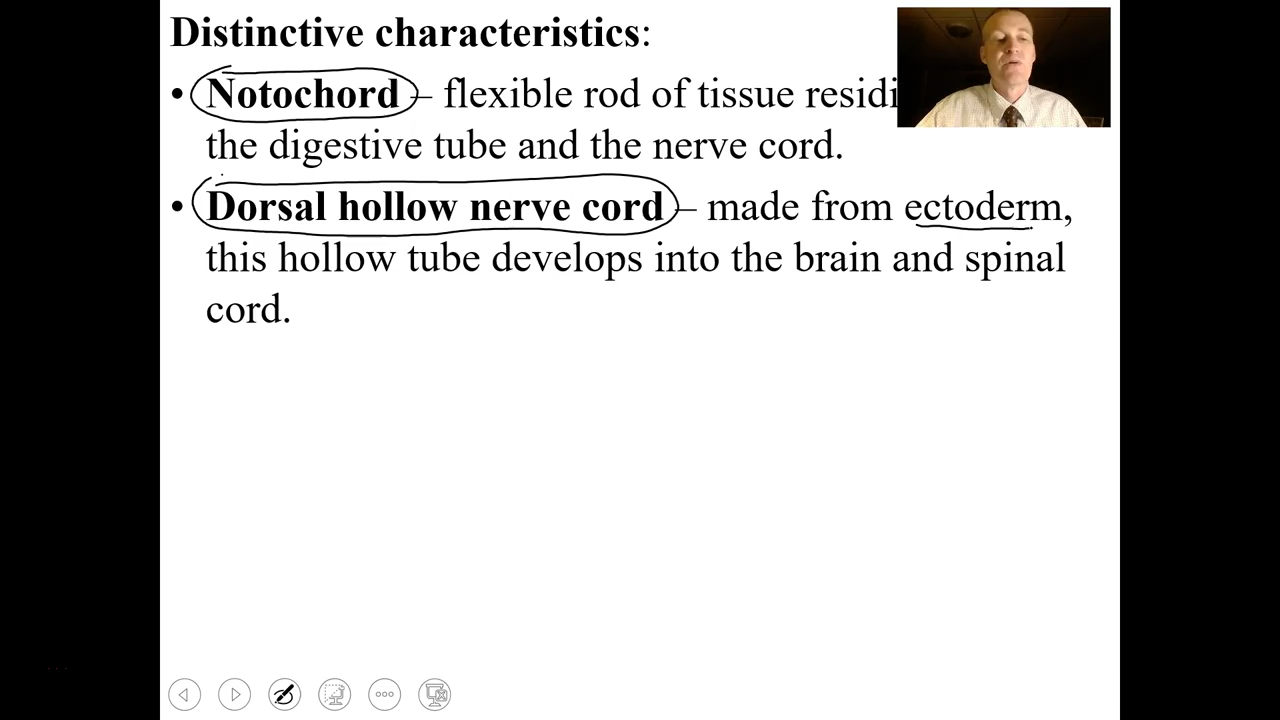 Distinctive characteristics:
• Notochord – flexible rod of tissue residi
the digestive tube and the nerve cord.
• Dorsal hollow nerve cord – made from ectoderm,
this hollow tube develops into the brain and spinal
cord.